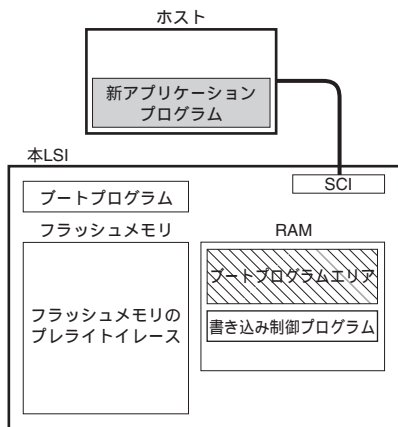 ホスト
新アプリケーション
プログラム
本LSI
SCI
ブートプログラム
フラッシュメモリ
RAM
ブートプログラムエリア
フラッシュメモリの
プレライトイレース
書き込み制御プログラム